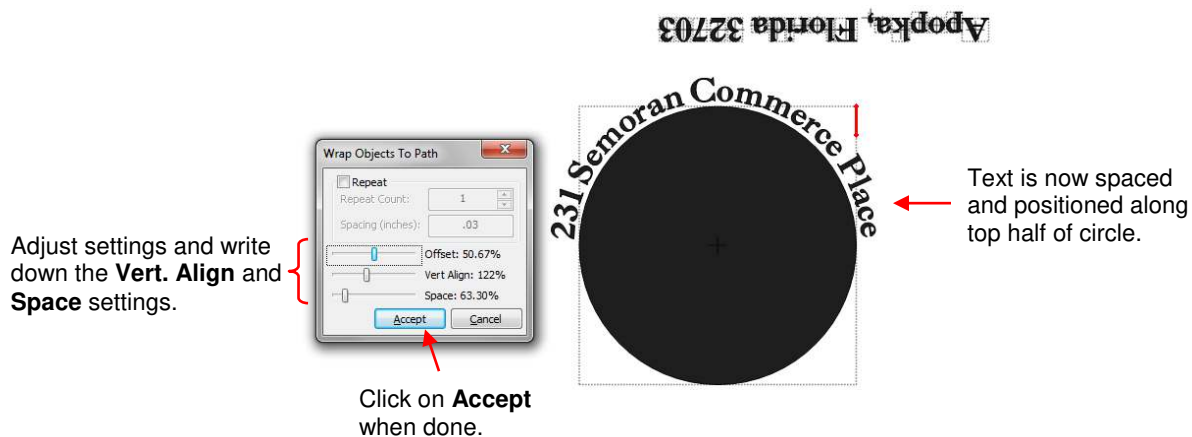 Apopka, Florida 32703
231 Semoran Commerce Place
Wrap Objects To Path
Repeat
Repeat Count: 1
Spacing (inches): .03
Offset: 50.67%
Vert Align: 122%
Space: 63.30%
Accept Cancel
Adjust settings and write
down the Vert. Align and
Space settings.
Click on Accept
when done.
Text is now spaced
and positioned along
top half of circle.